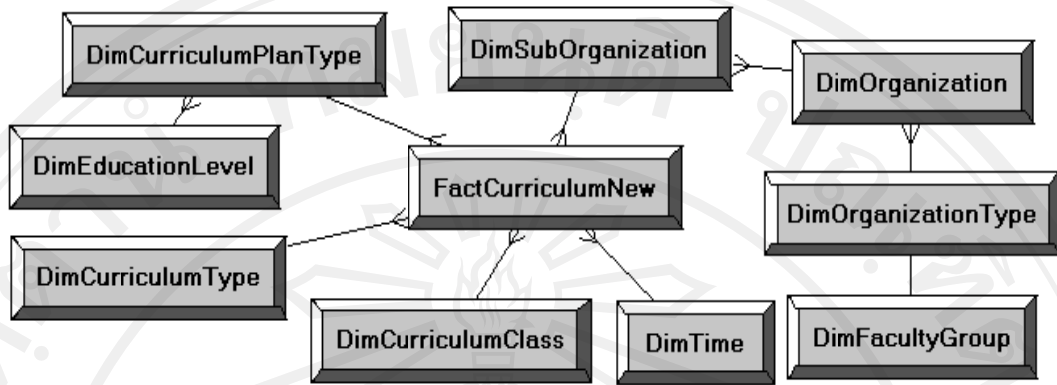 DimCurriculumPlanType
DimSubOrganization
DimOrganization
DimEducationLevel
FactCurriculumNew
DimOrganizationType
DimCurriculumType
DimCurriculumClass
DimTime
DimFacultyGroup